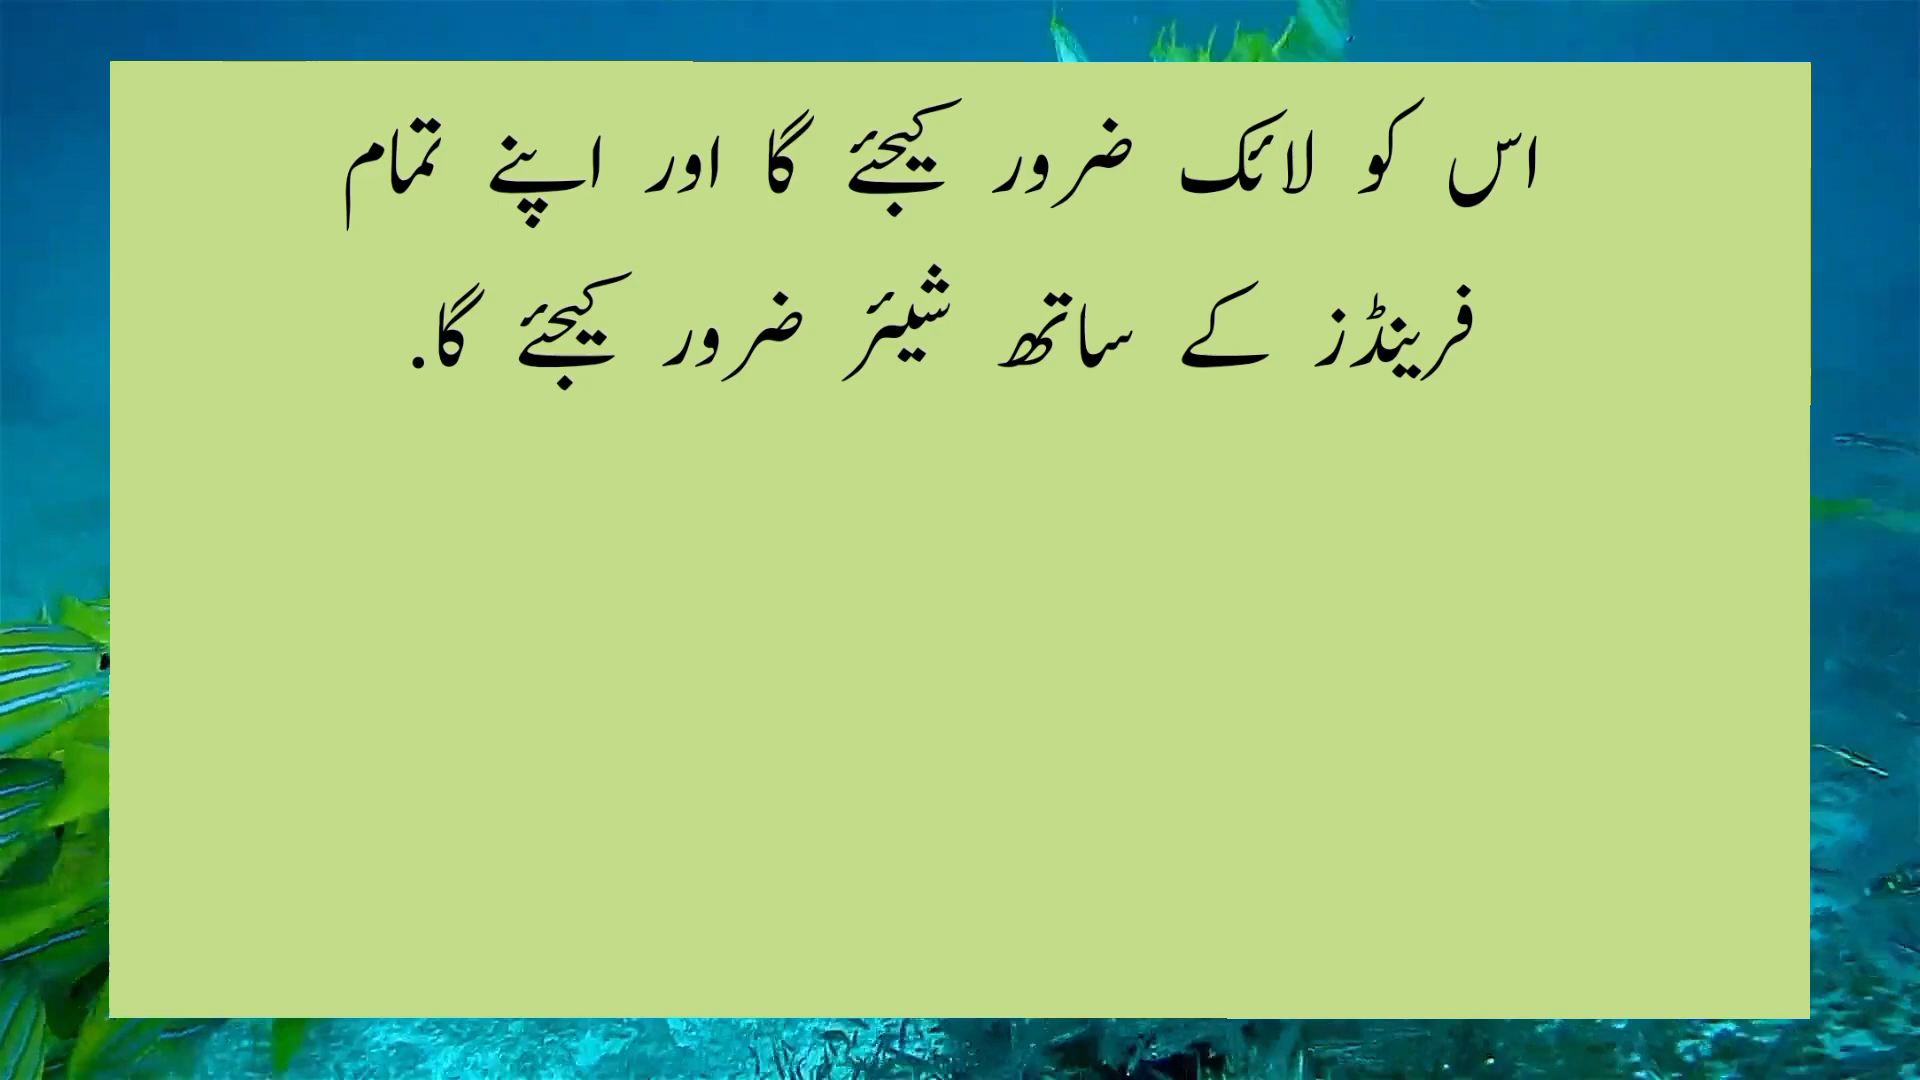 اس کو لائک ضرور کیجئے گا اور اپنے تمام
فرینڈز کے ساتھ شیئر ضرور کیجئے گا.